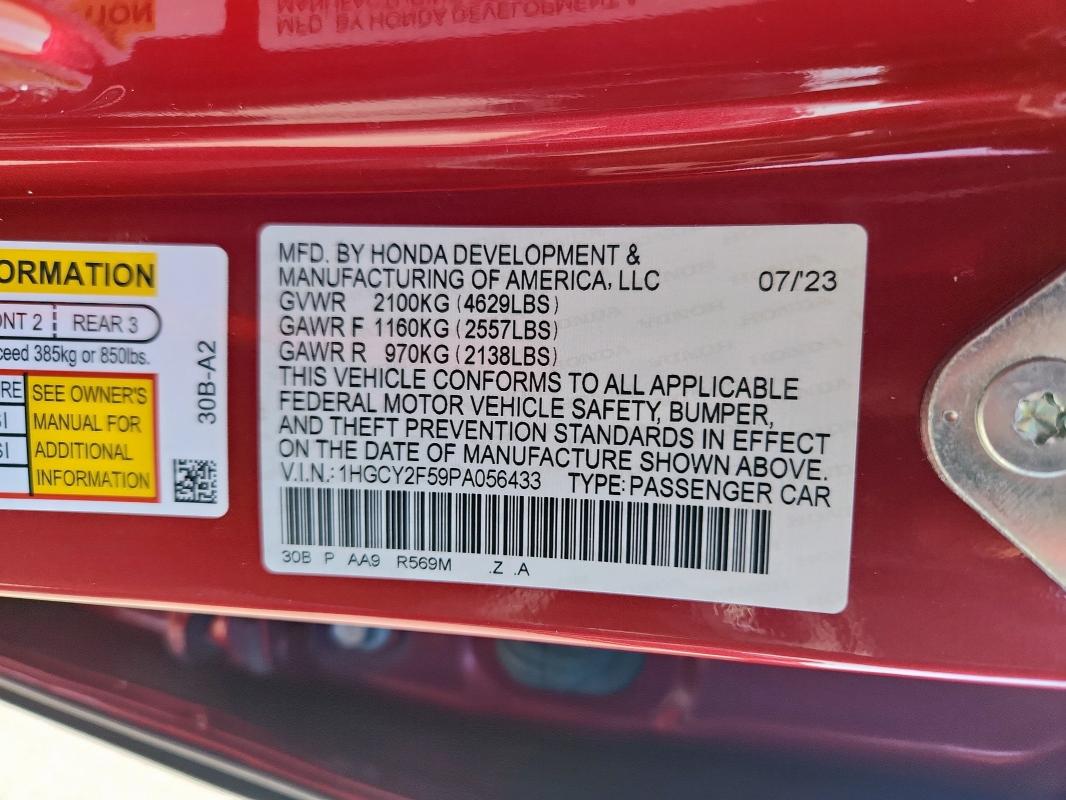 ORMATION
ONT 2 REAR 3
ceed 385kg or 850lbs.
RE
SI
SI
SEE OWNER'S
MANUAL FOR
ADDITIONAL
INFORMATION
30B-A2
MFD. BY HONDA DEVELOPMENT &
MANUFACTURING OF AMERICA, LLC 07/'23
GVWR 2100KG (4629LBS)
GAWR F 1160KG (2557LBS)
GAWR R 970KG (2138LBS)
THIS VEHICLE CONFORMS TO ALL APPLICABLE
FEDERAL MOTOR VEHICLE SAFETY, BUMPER,
AND THEFT PREVENTION STANDARDS IN EFFECT
ON THE DATE OF MANUFACTURE SHOWN ABOVE.
V.I.N.: 1HGCY2F59PA056433 TYPE: PASSENGER CAR
30B P AA9 R569M .Z .A